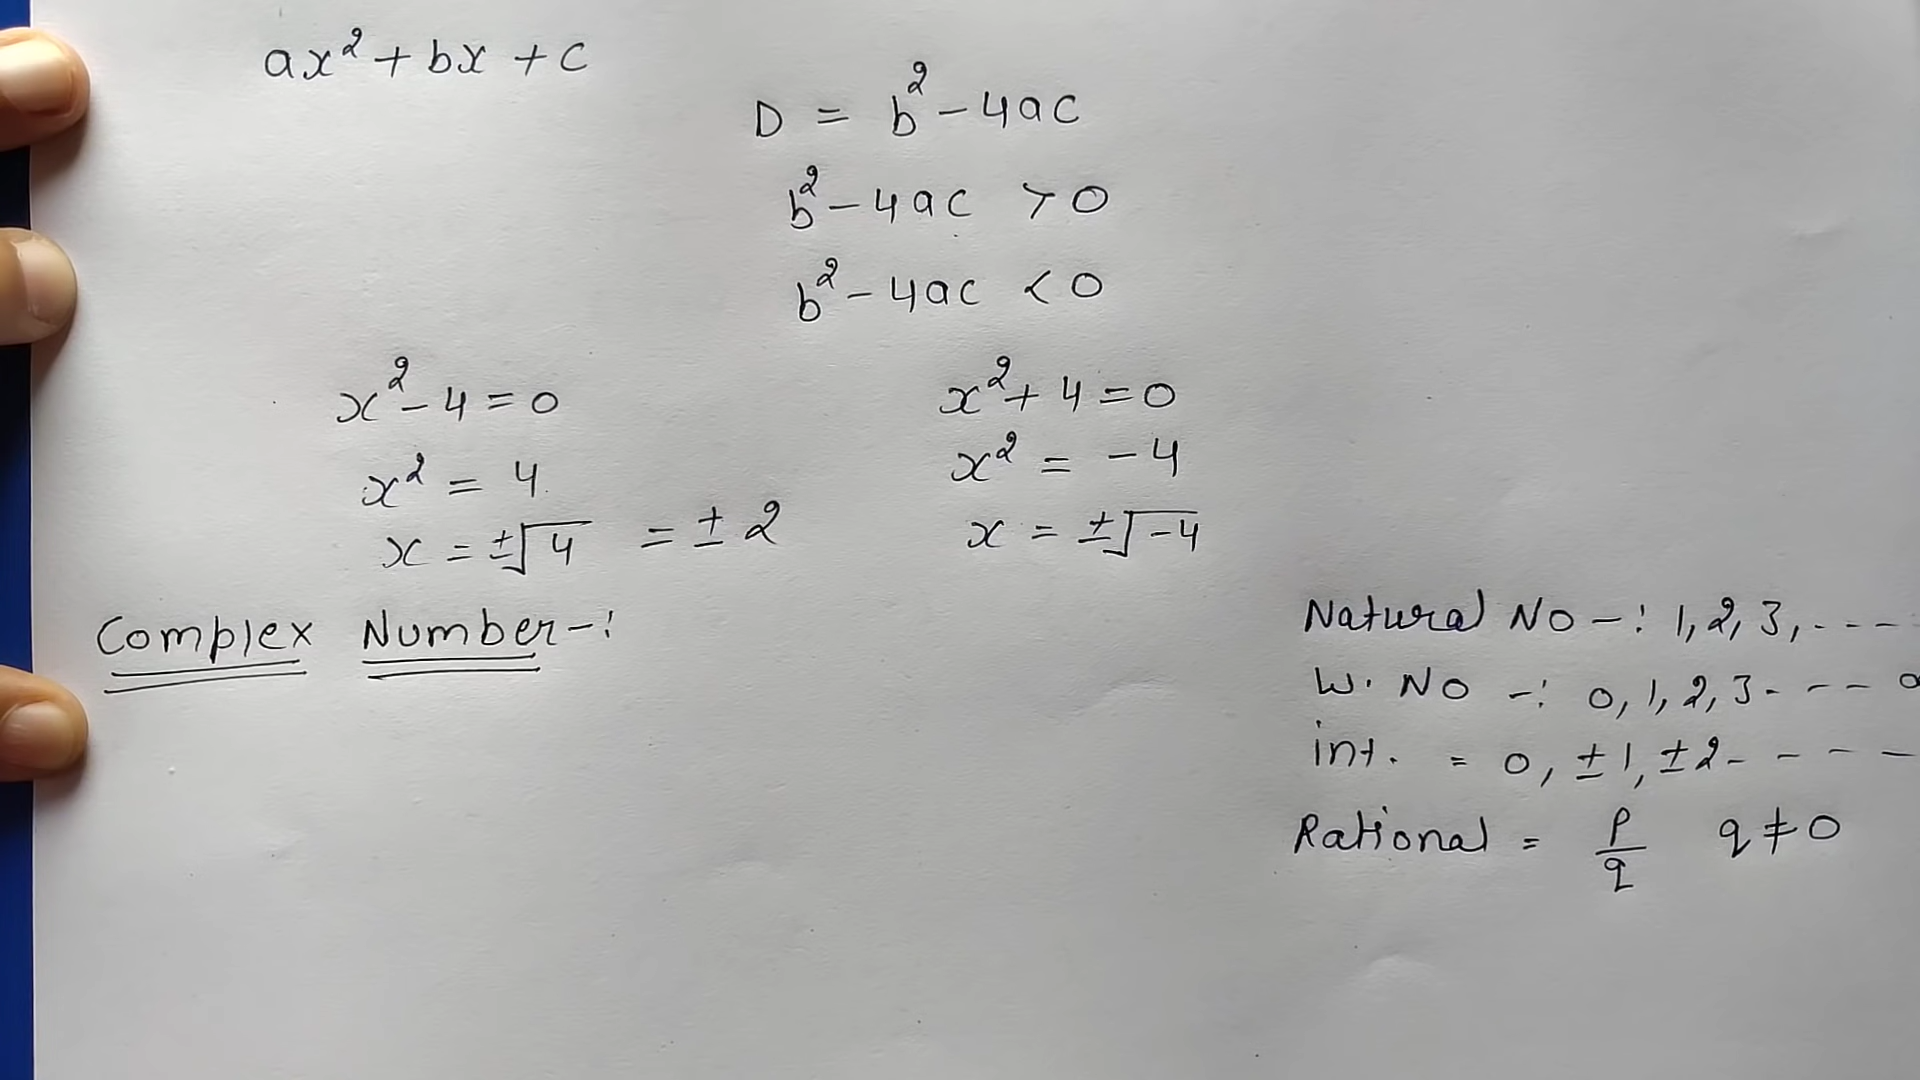 ax² + bx + c
D = b² - 4ac
b² - 4ac > 0
b² - 4ac < 0
x² - 4 = 0
x² = 4
x = ±√4 = ± 2
x² + 4 = 0
x² = -4
x = ±√-4
Complex Number-:
Natural No -: 1, 2, 3, ----
W. No -: 0, 1, 2, 3- ---
int. = 0, ±1, ±2- - - - -
Rational = p/q q ≠ 0